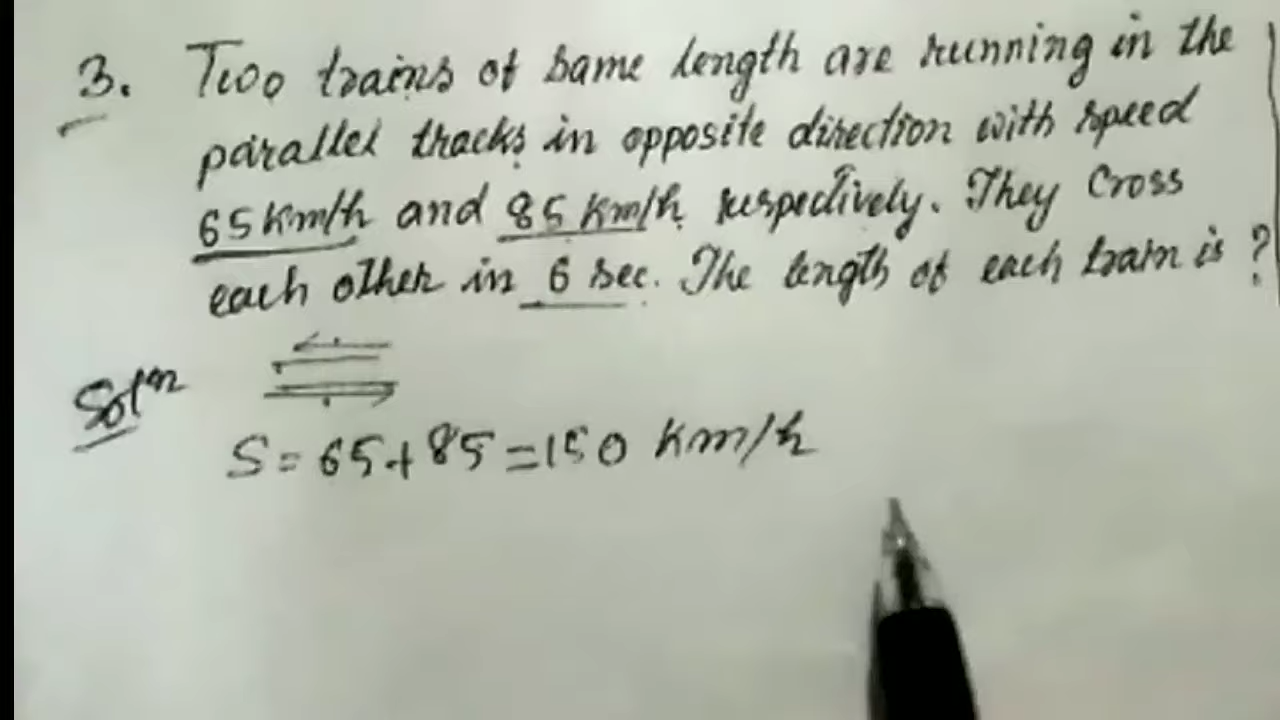 3. Two trains of same length are running in the
parallel tracks in opposite direction with speed
65 Km/h and 85 Km/h respectively. They Cross
each other in 6 sec. The length of each train is ?
Solⁿ
S = 65 + 85 = 150 Km/h